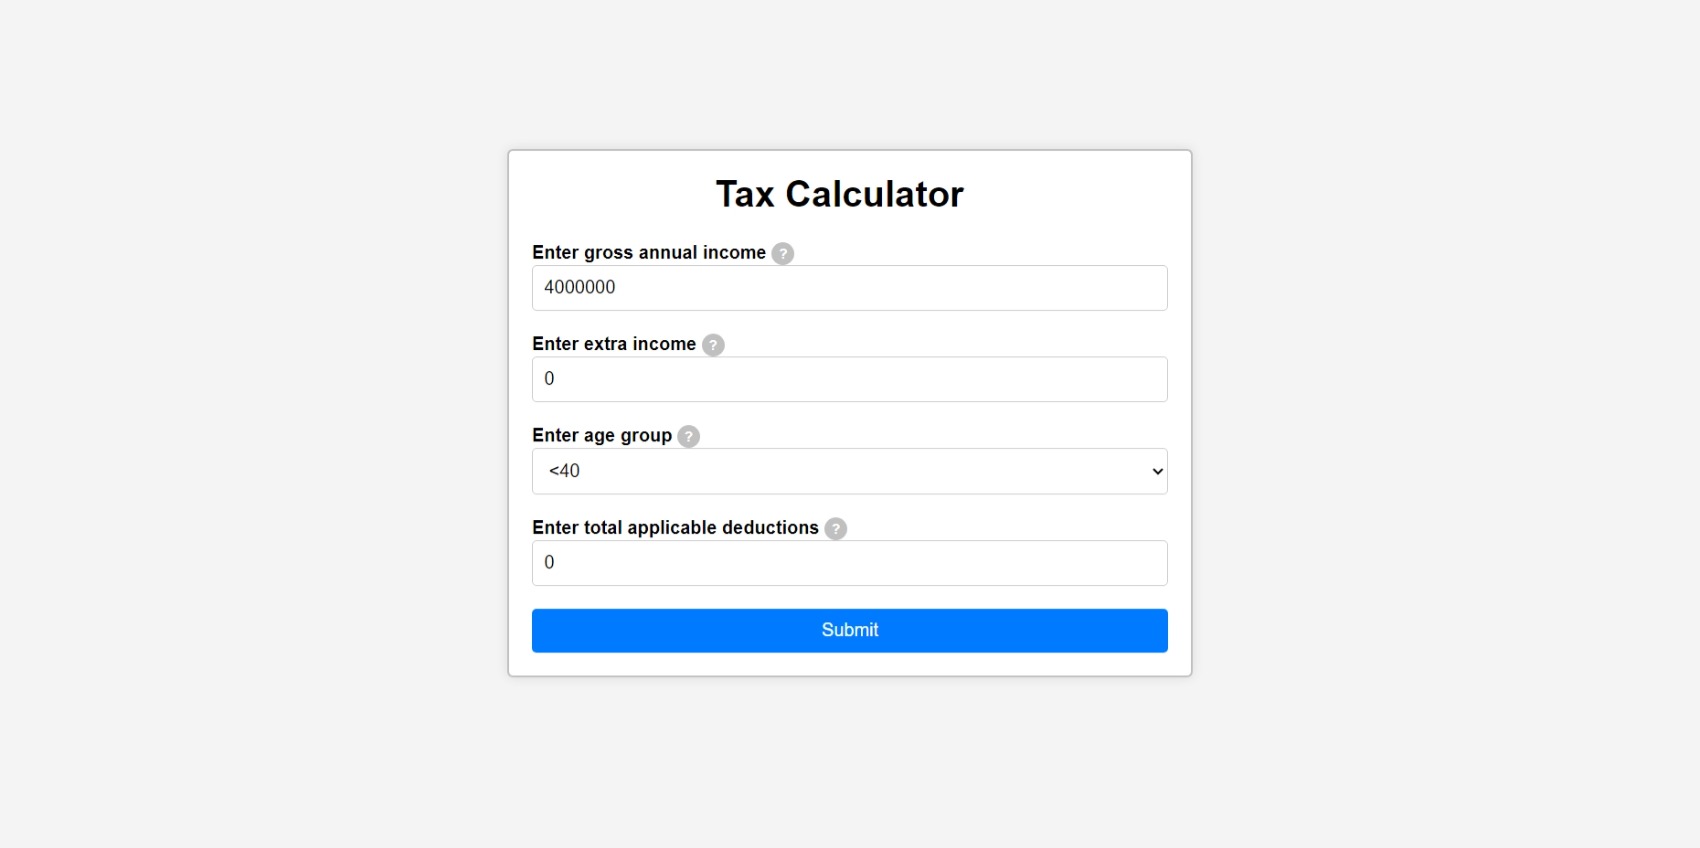 Tax Calculator
Enter gross annual income ?
4000000
Enter extra income ?
0
Enter age group ?
<40
Enter total applicable deductions ?
0
Submit